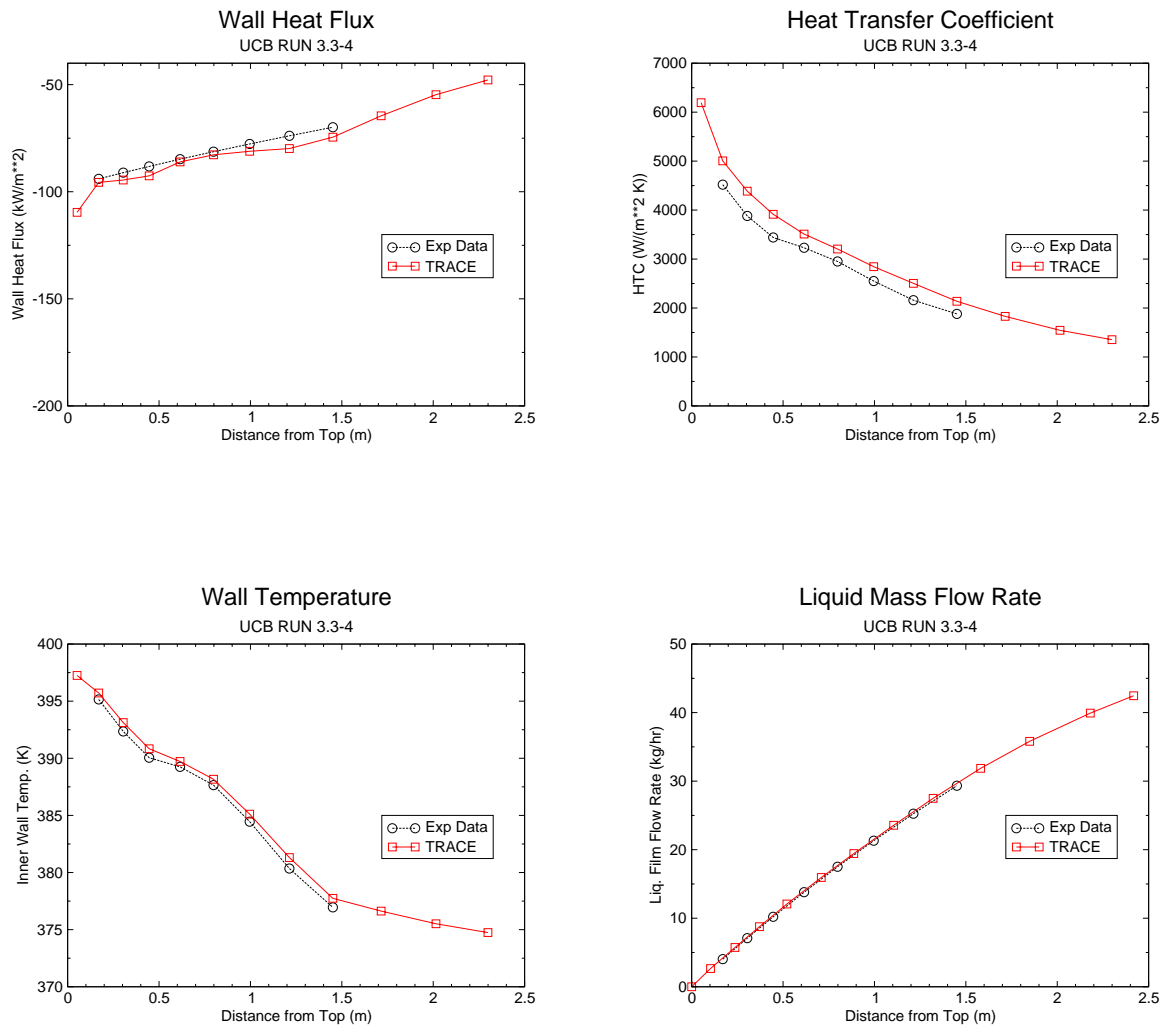 Wall Heat Flux
UCB RUN 3.3-4
-50
-100
-150
-200
0
0.5
1
1.5
2
2.5
Distance from Top (m)
Wall Heat Flux (kW/m**2)
Exp Data
TRACE
Heat Transfer Coefficient
UCB RUN 3.3-4
7000
6000
5000
4000
3000
2000
1000
0
0
0.5
1
1.5
2
2.5
Distance from Top (m)
HTC (W/(m**2 K))
Exp Data
TRACE
Wall Temperature
UCB RUN 3.3-4
400
395
390
385
380
375
370
0
0.5
1
1.5
2
2.5
Distance from Top (m)
Inner Wall Temp. (K)
Exp Data
TRACE
Liquid Mass Flow Rate
UCB RUN 3.3-4
50
40
30
20
10
0
0
0.5
1
1.5
2
2.5
Distance from Top (m)
Liq. Film Flow Rate (kg/hr)
Exp Data
TRACE